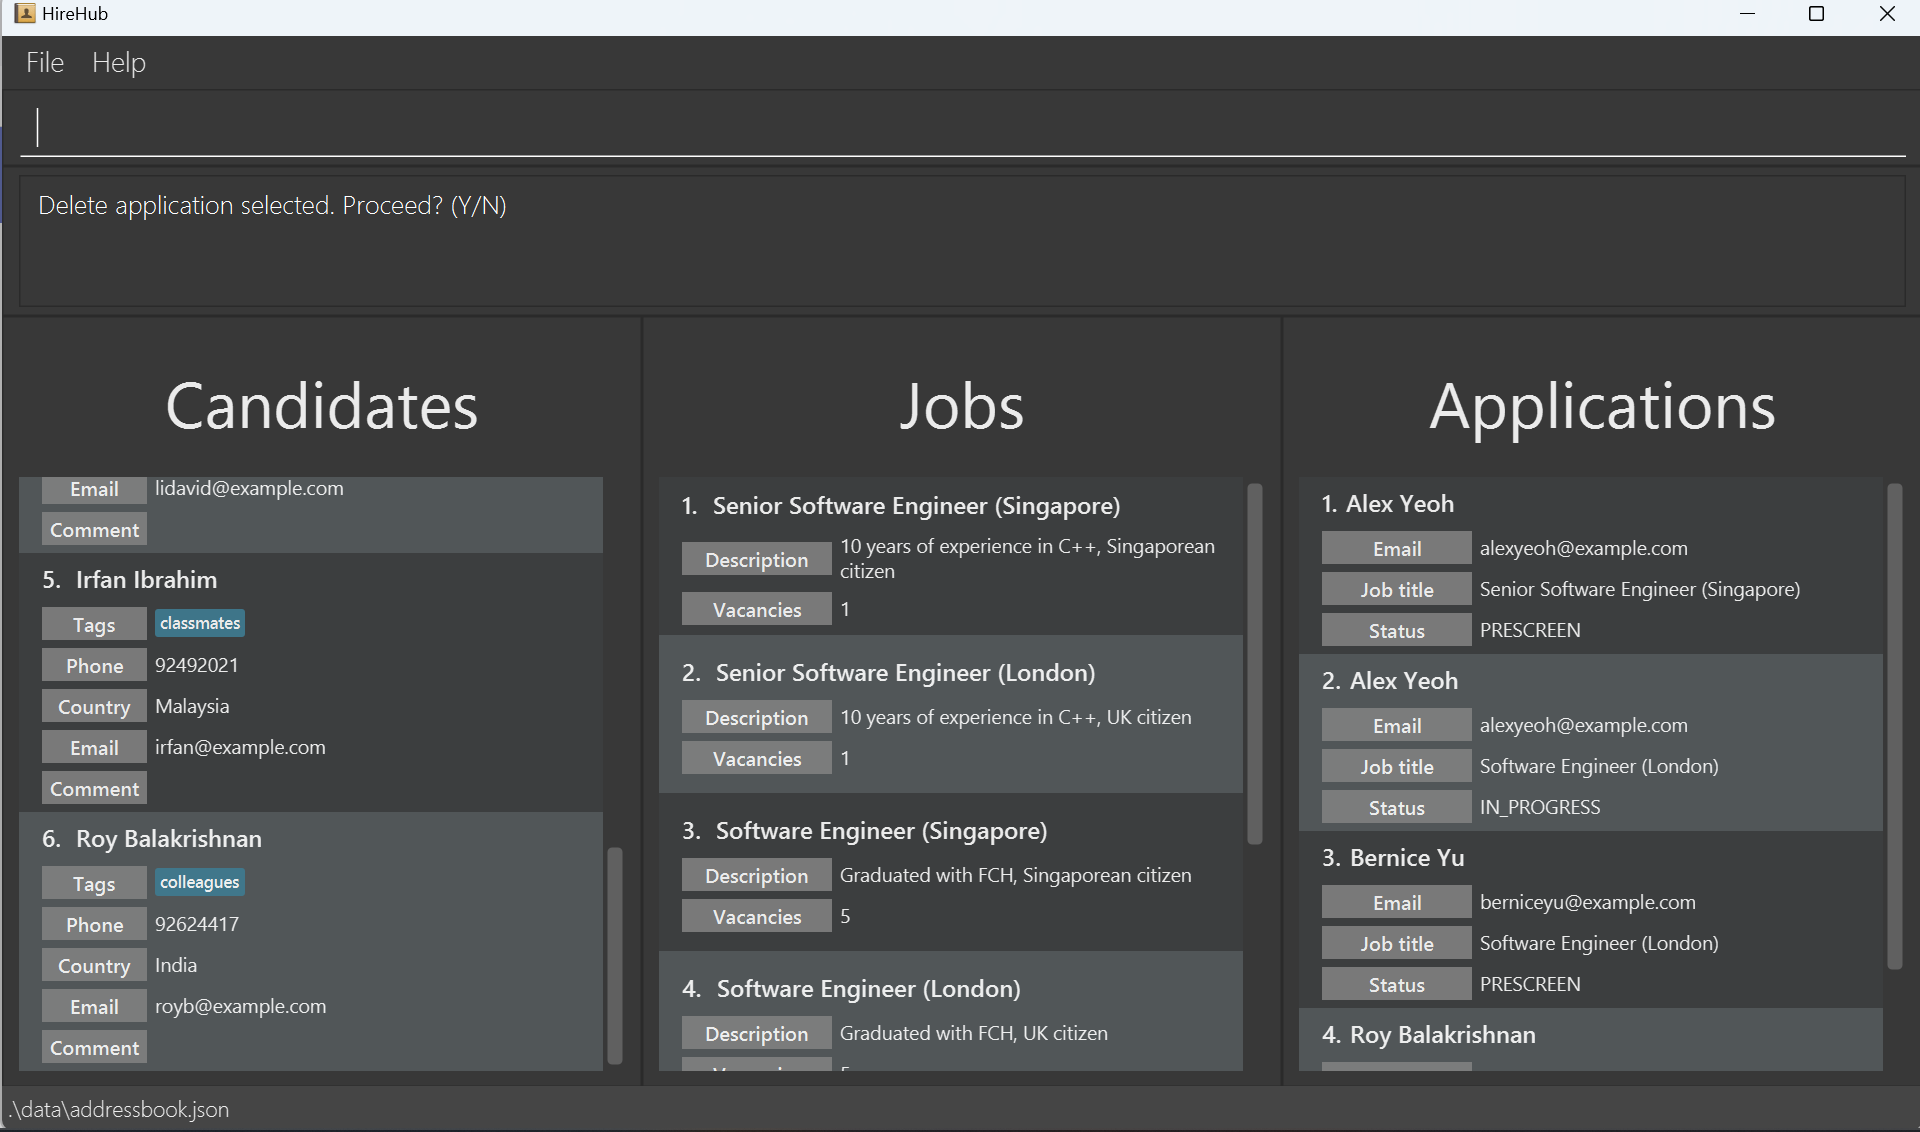 HireHub
File Help
Delete application selected. Proceed? (Y/N)
Candidates
Email lidavid@example.com
Comment
5. Irfan Ibrahim
Tags classmates
Phone 92492021
Country Malaysia
Email irfan@example.com
Comment
6. Roy Balakrishnan
Tags colleagues
Phone 92624417
Country India
Email royb@example.com
Comment
Jobs
1. Senior Software Engineer (Singapore)
Description 10 years of experience in C++, Singaporean
citizen
Vacancies 1
2. Senior Software Engineer (London)
Description 10 years of experience in C++, UK citizen
Vacancies 1
3. Software Engineer (Singapore)
Description Graduated with FCH, Singaporean citizen
Vacancies 5
4. Software Engineer (London)
Description Graduated with FCH, UK citizen
Applications
1. Alex Yeoh
Email alexyeoh@example.com
Job title Senior Software Engineer (Singapore)
Status PRESCREEN
2. Alex Yeoh
Email alexyeoh@example.com
Job title Software Engineer (London)
Status IN_PROGRESS
3. Bernice Yu
Email berniceyu@example.com
Job title Software Engineer (London)
Status PRESCREEN
4. Roy Balakrishnan
.\data\addressbook.json